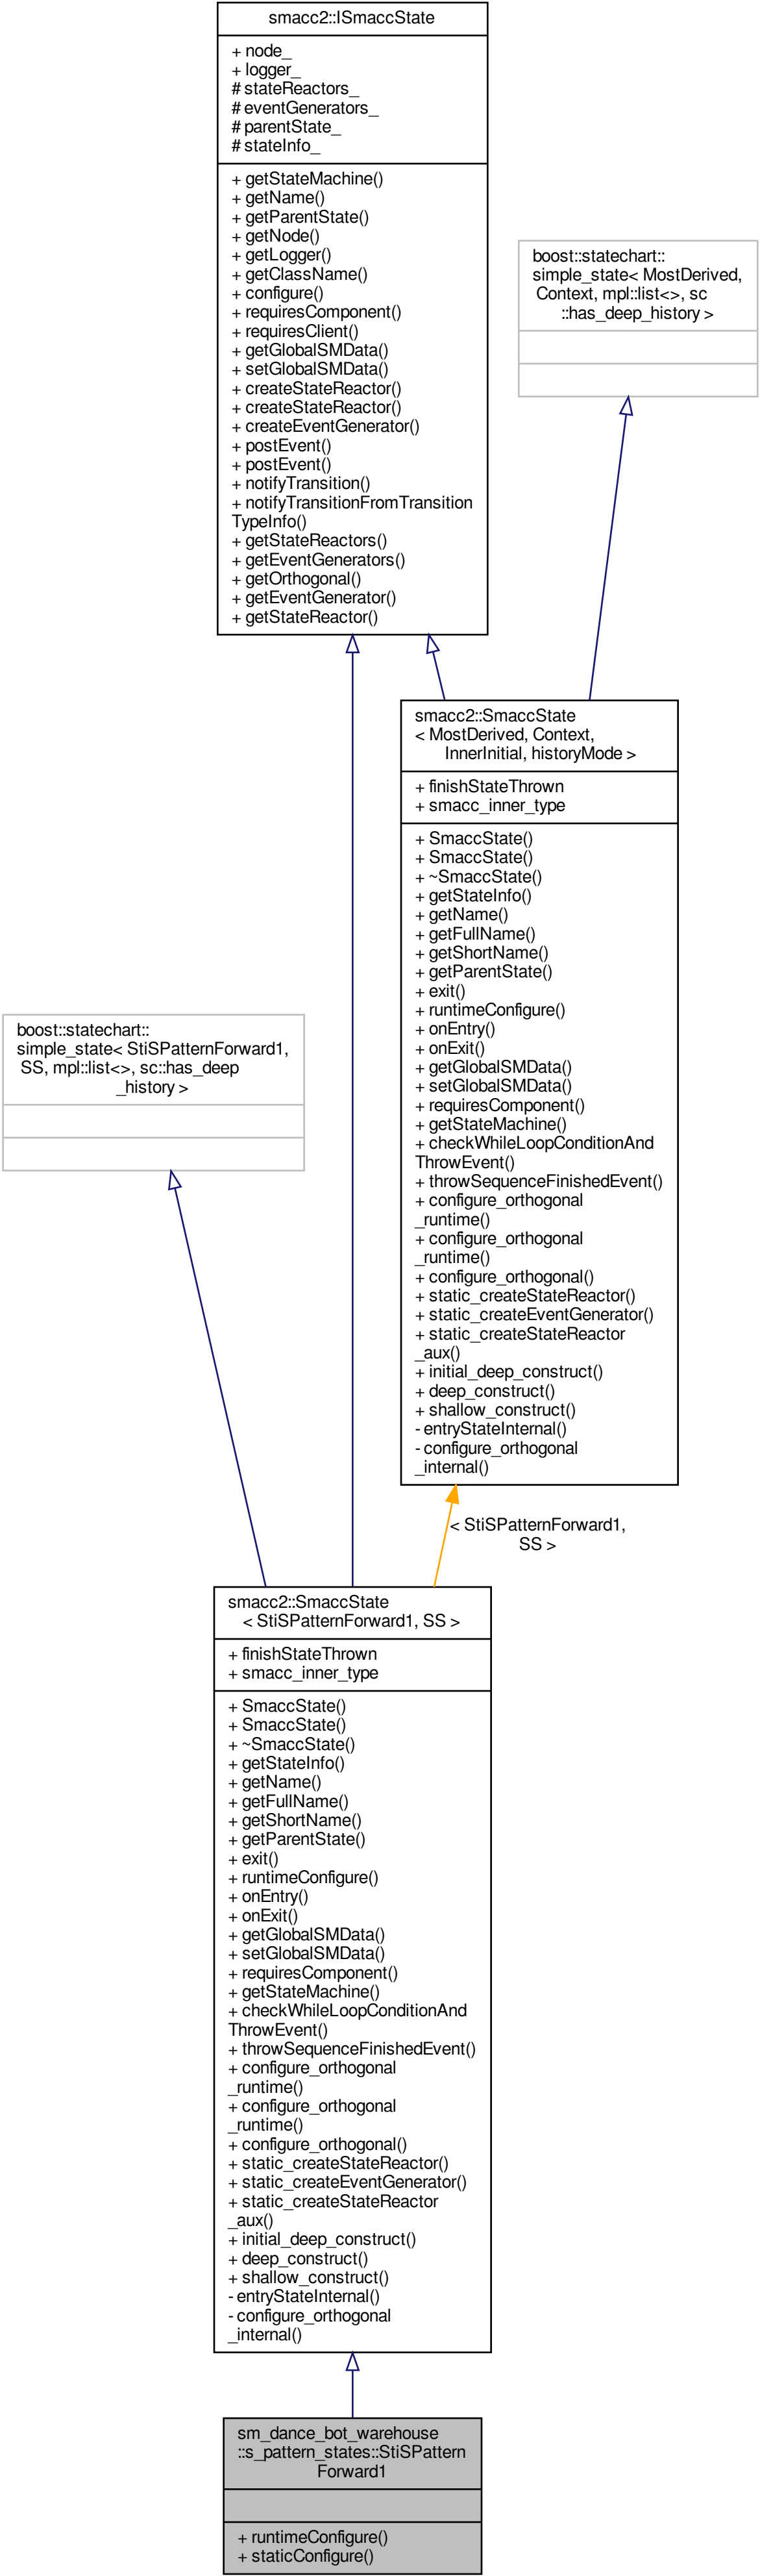 smacc2::ISmaccState
+ node_
+ logger_
# stateReactors_
# eventGenerators_
# parentState_
# stateInfo_
+ getStateMachine()
+ getName()
+ getParentState()
+ getNode()
+ getLogger()
+ getClassName()
+ configure()
+ requiresComponent()
+ requiresClient()
+ getGlobalSMData()
+ setGlobalSMData()
+ createStateReactor()
+ createStateReactor()
+ createEventGenerator()
+ postEvent()
+ postEvent()
+ notifyTransition()
+ notifyTransitionFromTransition
TypeInfo()
+ getStateReactors()
+ getEventGenerators()
+ getOrthogonal()
+ getEventGenerator()
+ getStateReactor()
boost::statechart::
simple_state< MostDerived,
Context, mpl::list<>, sc
::has_deep_history >
smacc2::SmaccState
< MostDerived, Context,
InnerInitial, historyMode >
+ finishStateThrown
+ smacc_inner_type
+ SmaccState()
+ SmaccState()
+ ~SmaccState()
+ getStateInfo()
+ getName()
+ getFullName()
+ getShortName()
+ getParentState()
+ exit()
+ runtimeConfigure()
+ onEntry()
+ onExit()
+ getGlobalSMData()
+ setGlobalSMData()
+ requiresComponent()
+ getStateMachine()
+ checkWhileLoopConditionAnd
ThrowEvent()
+ throwSequenceFinishedEvent()
+ configure_orthogonal
_runtime()
+ configure_orthogonal
_runtime()
+ configure_orthogonal()
+ static_createStateReactor()
+ static_createEventGenerator()
+ static_createStateReactor
_aux()
+ initial_deep_construct()
+ deep_construct()
+ shallow_construct()
- entryStateInternal()
- configure_orthogonal
_internal()
boost::statechart::
simple_state< StiSPatternForward1,
SS, mpl::list<>, sc::has_deep
_history >
< StiSPatternForward1,
SS >
smacc2::SmaccState
< StiSPatternForward1, SS >
+ finishStateThrown
+ smacc_inner_type
+ SmaccState()
+ SmaccState()
+ ~SmaccState()
+ getStateInfo()
+ getName()
+ getFullName()
+ getShortName()
+ getParentState()
+ exit()
+ runtimeConfigure()
+ onEntry()
+ onExit()
+ getGlobalSMData()
+ setGlobalSMData()
+ requiresComponent()
+ getStateMachine()
+ checkWhileLoopConditionAnd
ThrowEvent()
+ throwSequenceFinishedEvent()
+ configure_orthogonal
_runtime()
+ configure_orthogonal
_runtime()
+ configure_orthogonal()
+ static_createStateReactor()
+ static_createEventGenerator()
+ static_createStateReactor
_aux()
+ initial_deep_construct()
+ deep_construct()
+ shallow_construct()
- entryStateInternal()
- configure_orthogonal
_internal()
sm_dance_bot_warehouse
::s_pattern_states::StiSPattern
Forward1
+ runtimeConfigure()
+ staticConfigure()